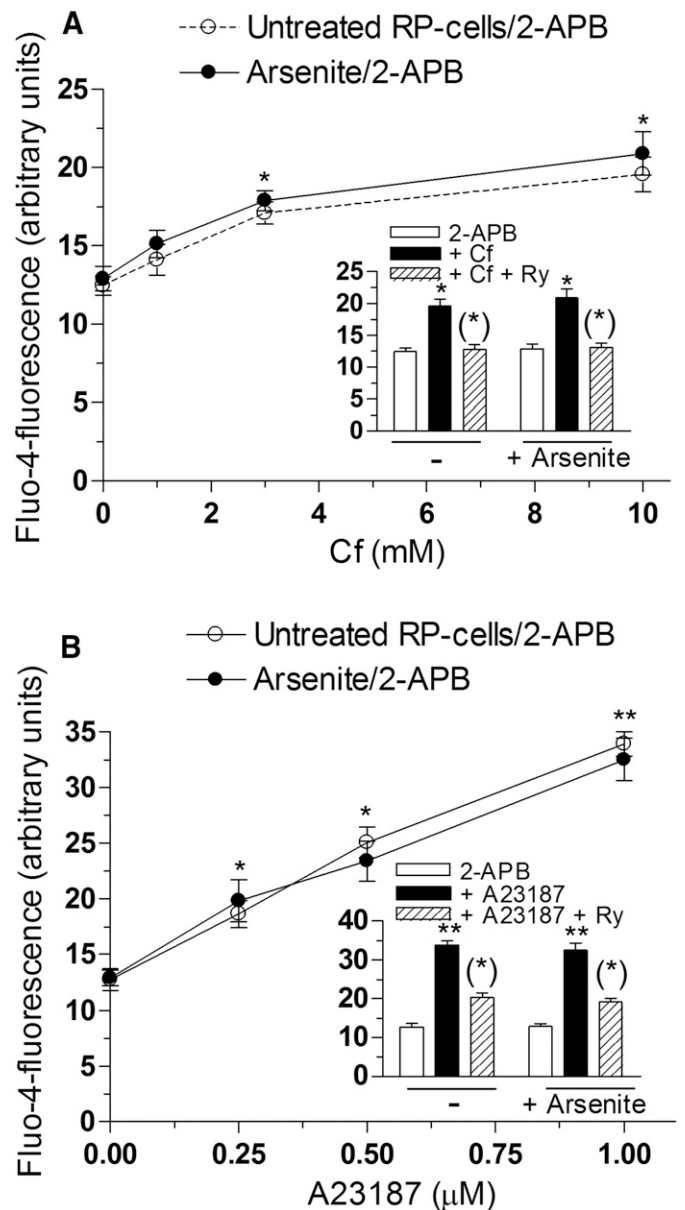 A
Untreated RP-cells/2-APB
Arsenite/2-APB
Fluo-4-fluorescence (arbitrary units)
25
20
15
10
5
0
*
*
2-APB
+ Cf
+ Cf + Ry
25
20
15
10
5
0
*
(*)
*
(*)
-
+ Arsenite
0
2
4
6
8
10
Cf (mM)
B
Untreated RP-cells/2-APB
Arsenite/2-APB
Fluo-4-fluorescence (arbitrary units)
35
30
25
20
15
10
5
0
*
*
**
2-APB
+ A23187
+ A23187 + Ry
40
30
20
10
0
**
(*)
**
(*)
-
+ Arsenite
0.00
0.25
0.50
0.75
1.00
A23187 (µM)